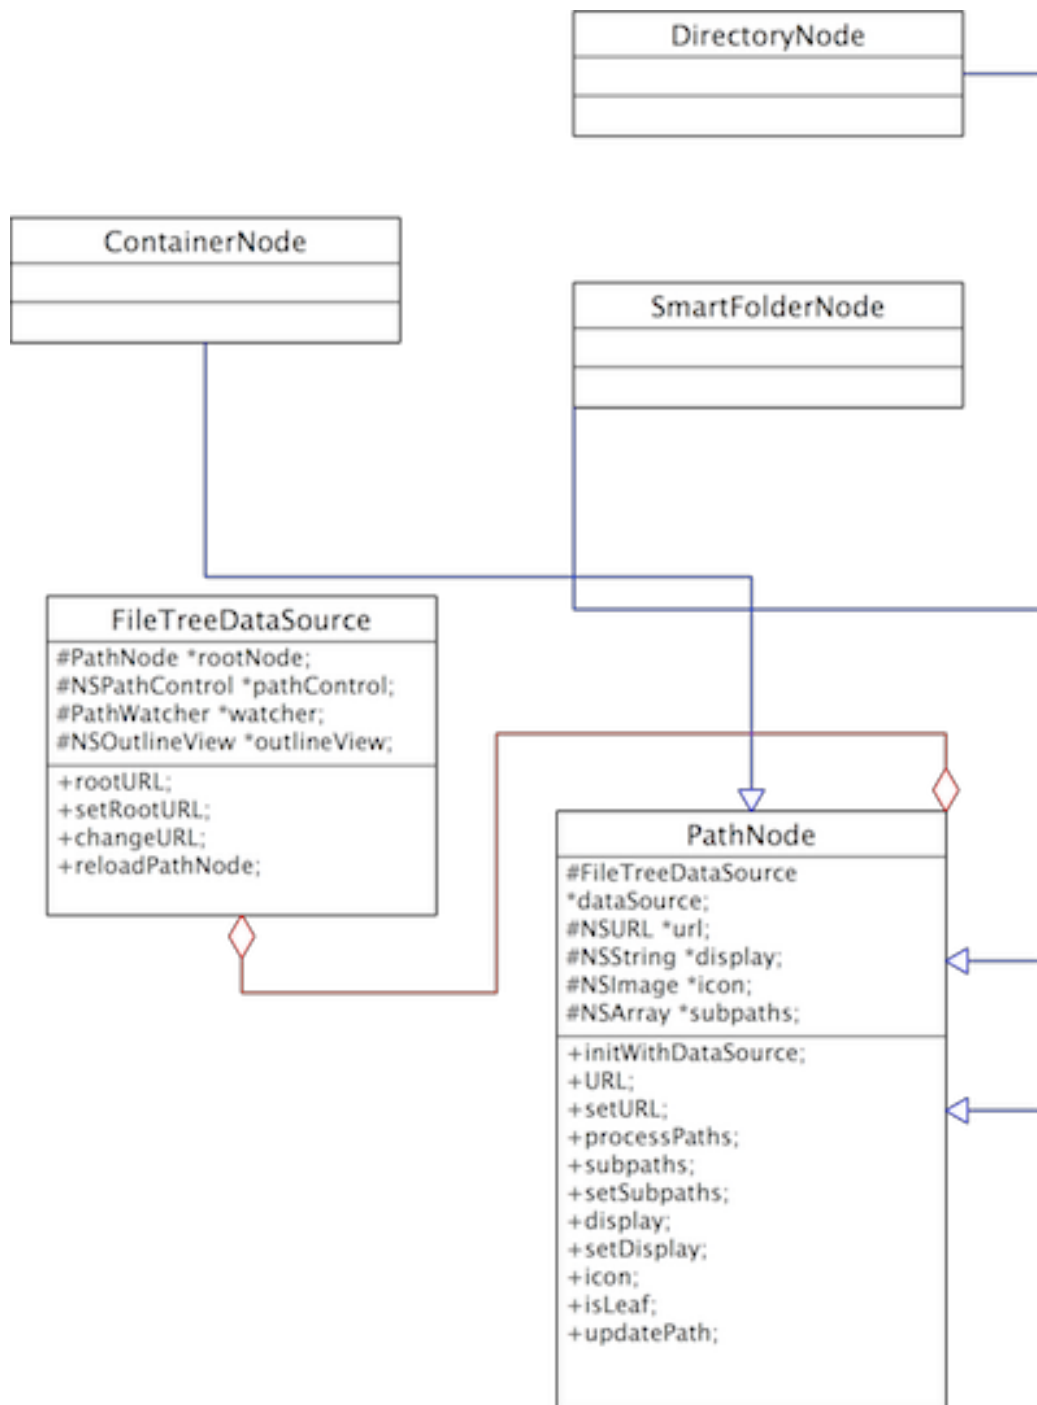 DirectoryNode
ContainerNode
SmartFolderNode
FileTreeDataSource
#PathNode *rootNode;
#NSPathControl *pathControl;
#PathWatcher *watcher;
#NSOutlineView *outlineView;
+rootURL;
+setRootURL;
+changeURL;
+reloadPathNode;
PathNode
#FileTreeDataSource
*dataSource;
#NSURL *url;
#NSString *display;
#NSImage *icon;
#NSArray *subpaths;
+initWithDataSource;
+URL;
+setURL;
+processPaths;
+subpaths;
+setSubpaths;
+display;
+setDisplay;
+icon;
+isLeaf;
+updatePath;